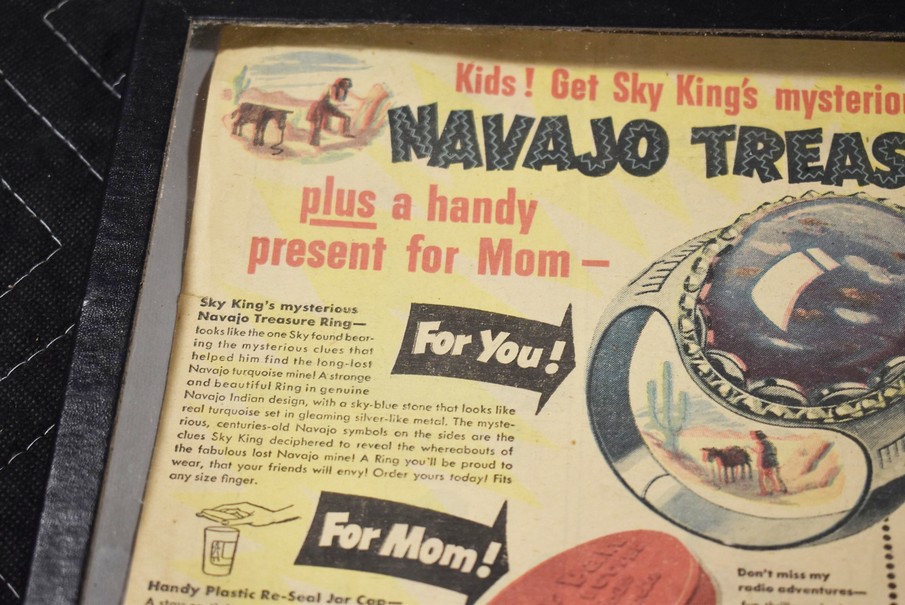 Kids! Get Sky King's
NAVAJO
plus a handy
present for Mom —
Sky King's mysterious
Navajo Treasure Ring—
looks like the one Sky found bear-
ing the mysterious clues that
helped him find the long-lost
Navajo turquoise mine! A strange
and beautiful Ring in genuine
Navajo Indian design, with a sky-blue stone that looks like
real turquoise set in gleaming silver-like metal. The myste-
rious, centuries-old Navajo symbols on the sides are the
clues Sky King deciphered to reveal the whereabouts of
the fabulous lost Navajo mine! A Ring you'll be proud to
wear, that your friends will envy! Order yours today! Fits
any size finger.
For You!
For Mom!
Handy Plastic Re-Seal Jar Cap—
Don't miss my
radio adventures—